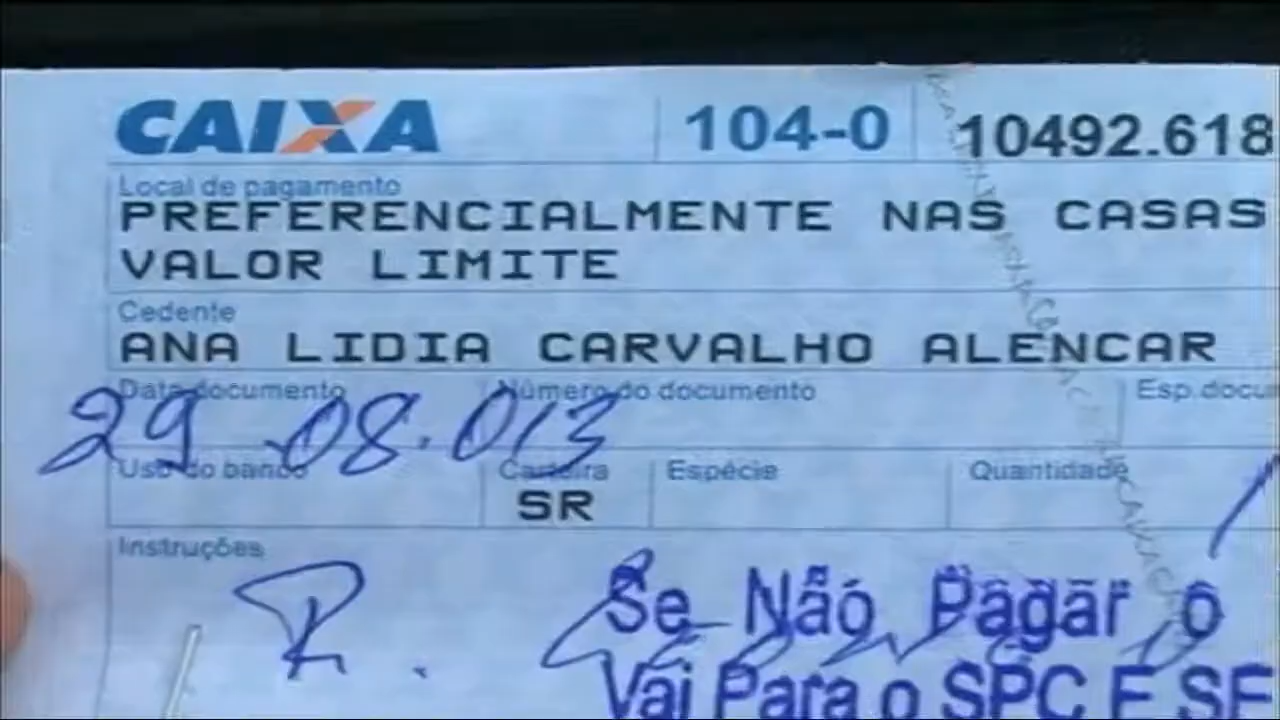 CAIXA 104-0 10492.618
Local de pagamento
PREFERENCIALMENTE NAS CASAS
VALOR LIMITE
Cedente
ANA LIDIA CARVALHO ALENCAR
Data documento Número do documento Esp.docu
29 08.013
Uso do banco Carteira Espécie Quantidade
SR
Instruções
R. Se Não Pagar o
Vai Para o SPC E SE